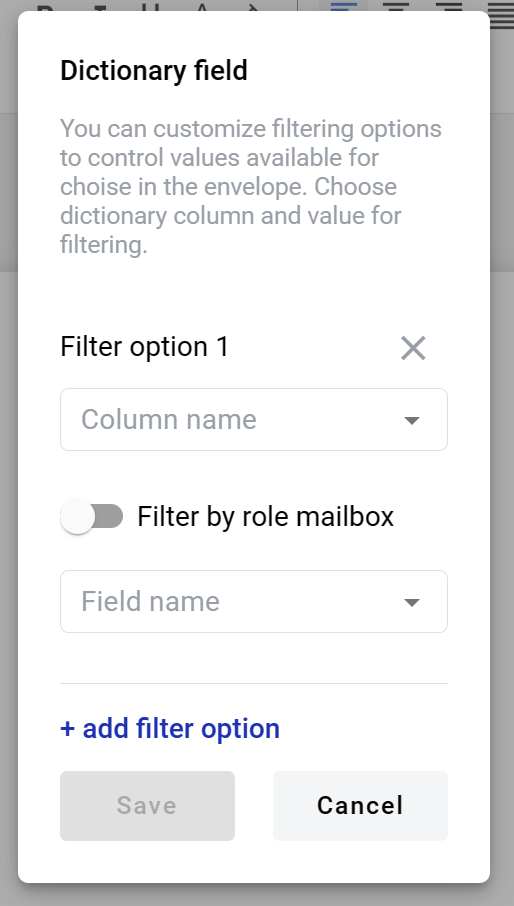 Dictionary field
You can customize filtering options
to control values available for
choise in the envelope. Choose
dictionary column and value for
filtering.
Filter option 1
Column name
Filter by role mailbox
Field name
+ add filter option
Save
Cancel